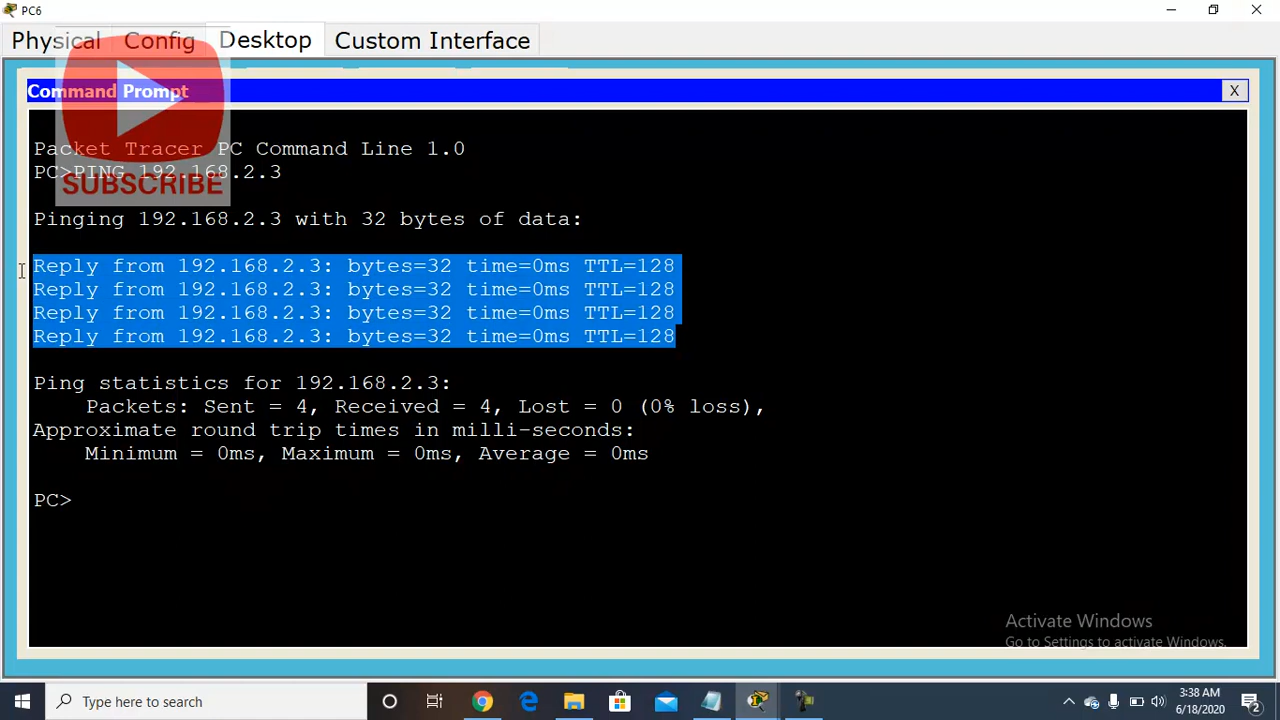 PC6
Physical Config Desktop Custom Interface
Command Prompt
X
Packet Tracer PC Command Line 1.0
PC>PING 192.168.2.3
SUBSCRIBE
Pinging 192.168.2.3 with 32 bytes of data:
Reply from 192.168.2.3: bytes=32 time=0ms TTL=128
Reply from 192.168.2.3: bytes=32 time=0ms TTL=128
Reply from 192.168.2.3: bytes=32 time=0ms TTL=128
Reply from 192.168.2.3: bytes=32 time=0ms TTL=128
Ping statistics for 192.168.2.3:
Packets: Sent = 4, Received = 4, Lost = 0 (0% loss),
Approximate round trip times in milli-seconds:
Minimum = 0ms, Maximum = 0ms, Average = 0ms
PC>
Activate Windows
Go to Settings to activate Windows.
Type here to search
3:38 AM
6/18/2020
2